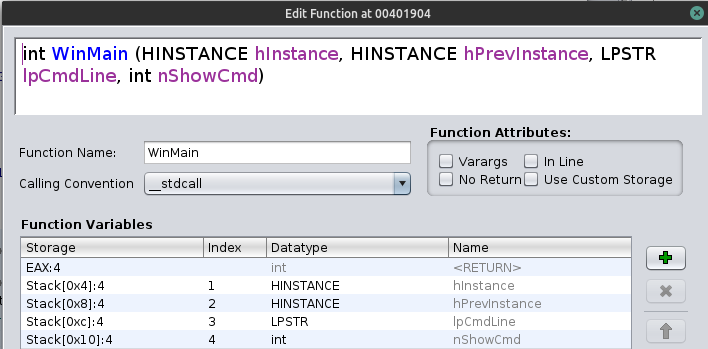 Edit Function at 00401904
int WinMain (HINSTANCE hInstance, HINSTANCE hPrevInstance, LPSTR
lpCmdLine, int nShowCmd)
Function Attributes:
Function Name: WinMain
Varargs In Line
Calling Convention __stdcall
No Return Use Custom Storage
Function Variables
Storage Index Datatype Name
EAX:4 int <RETURN>
Stack[0x4]:4 1 HINSTANCE hInstance
Stack[0x8]:4 2 HINSTANCE hPrevInstance
Stack[0xc]:4 3 LPSTR lpCmdLine
Stack[0x10]:4 4 int nShowCmd